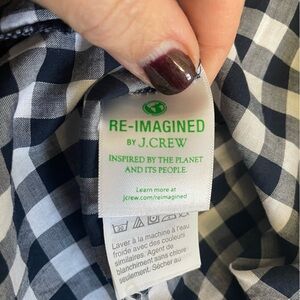 RE-IMAGINED
BY J.CREW
INSPIRED BY THE PLANET
AND ITS PEOPLE.
Learn more at
jcrew.com/reimagined
Laver à la machine à l'eau
froide avec des couleurs
similaires. Agent de
blanchiment sans chlore
seulement. Sécher au